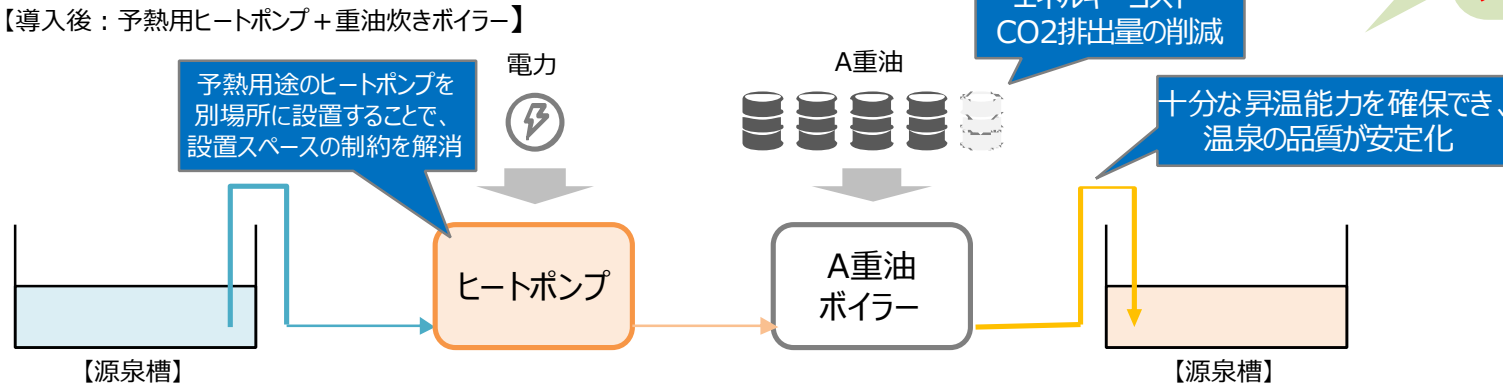 【導入後：予熱用ヒートポンプ＋重油炊きボイラー】
CO2排出量の削減
電力
A重油
予熱用途のヒートポンプを
別場所に設置することで、
設置スペースの制約を解消
十分な昇温能力を確保でき、
温泉の品質が安定化
ヒートポンプ
A重油
ボイラー
【源泉槽】
【源泉槽】